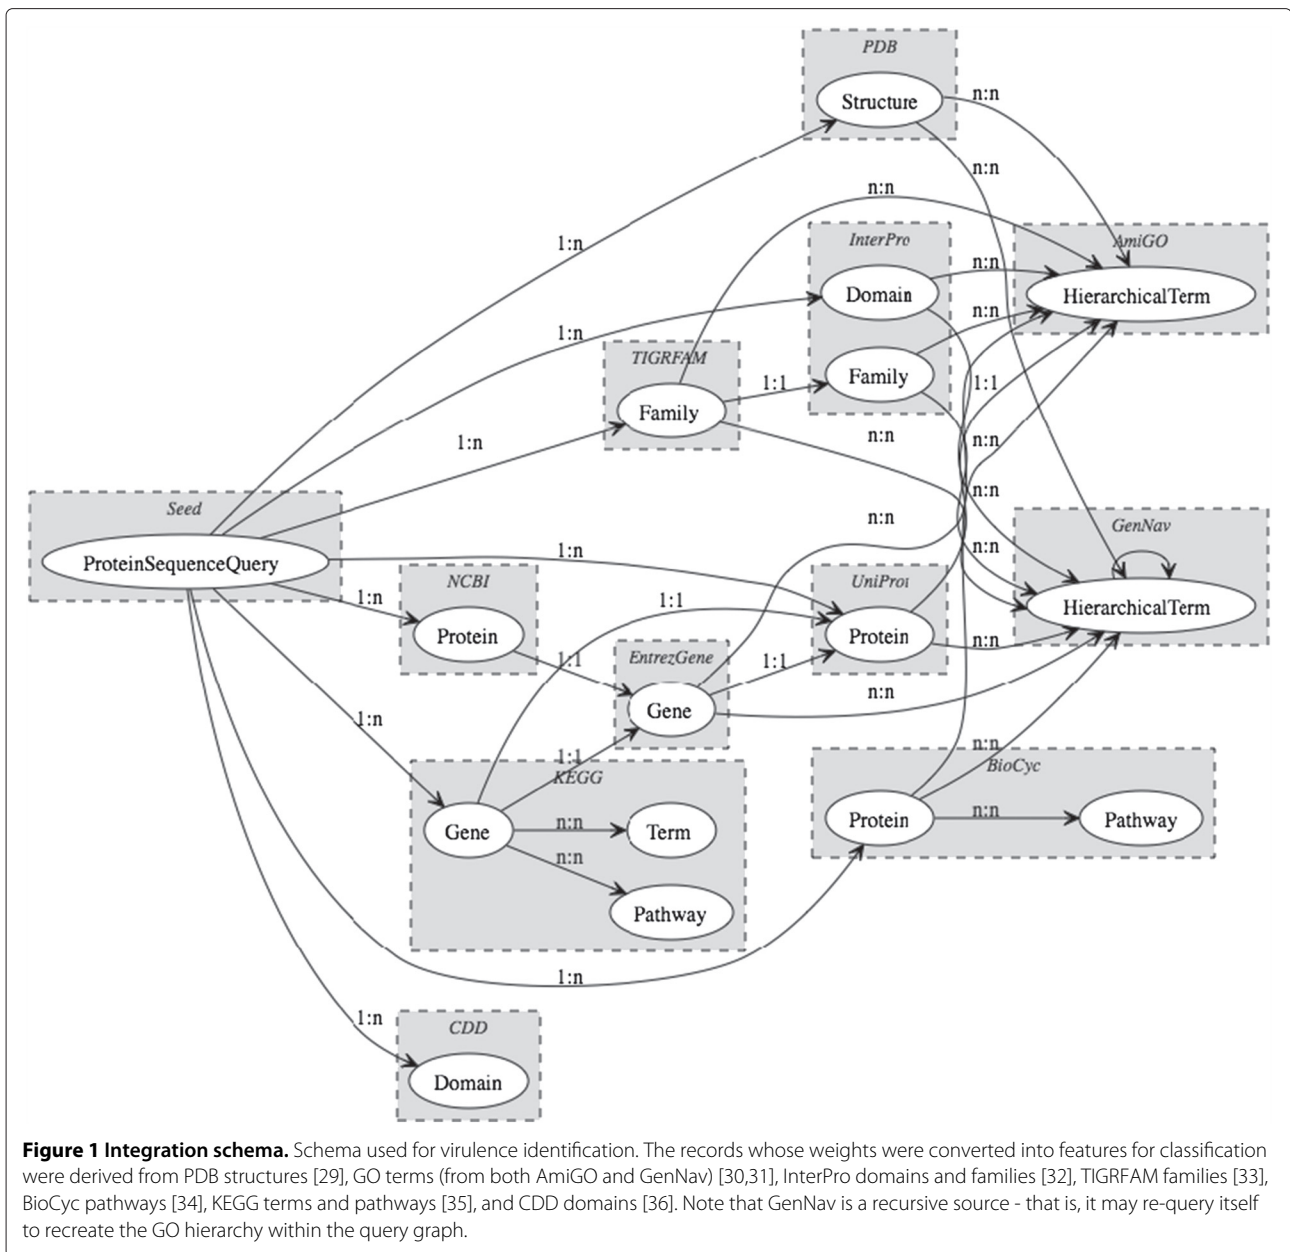 PDB
Structure
n:n
n:n
n:n
1:n
InterPro
AmiGO
Domain
n:n
HierarchicalTerm
n:n
1:n
TIGRFAM
Family
1:1
Family
1:1
n:n
n:n
1:n
n:n
Seed
ProteinSequenceQuery
n:n
GenNav
n:n
HierarchicalTerm
1:n
NCBI
Protein
1:n
1:1
UniProt
Protein
n:n
1:1
EntrezGene
Gene
1:1
n:n
1:n
1:1
KEGG
n:n
BioCyc
Gene
n:n
Term
Protein
n:n
Pathway
n:n
Pathway
1:n
1:n
CDD
Domain
Figure 1 Integration schema. Schema used for virulence identification. The records whose weights were converted into features for classification
were derived from PDB structures [29], GO terms (from both AmiGO and GenNav) [30,31], InterPro domains and families [32], TIGRFAM families [33],
BioCyc pathways [34], KEGG terms and pathways [35], and CDD domains [36]. Note that GenNav is a recursive source - that is, it may re-query itself
to recreate the GO hierarchy within the query graph.